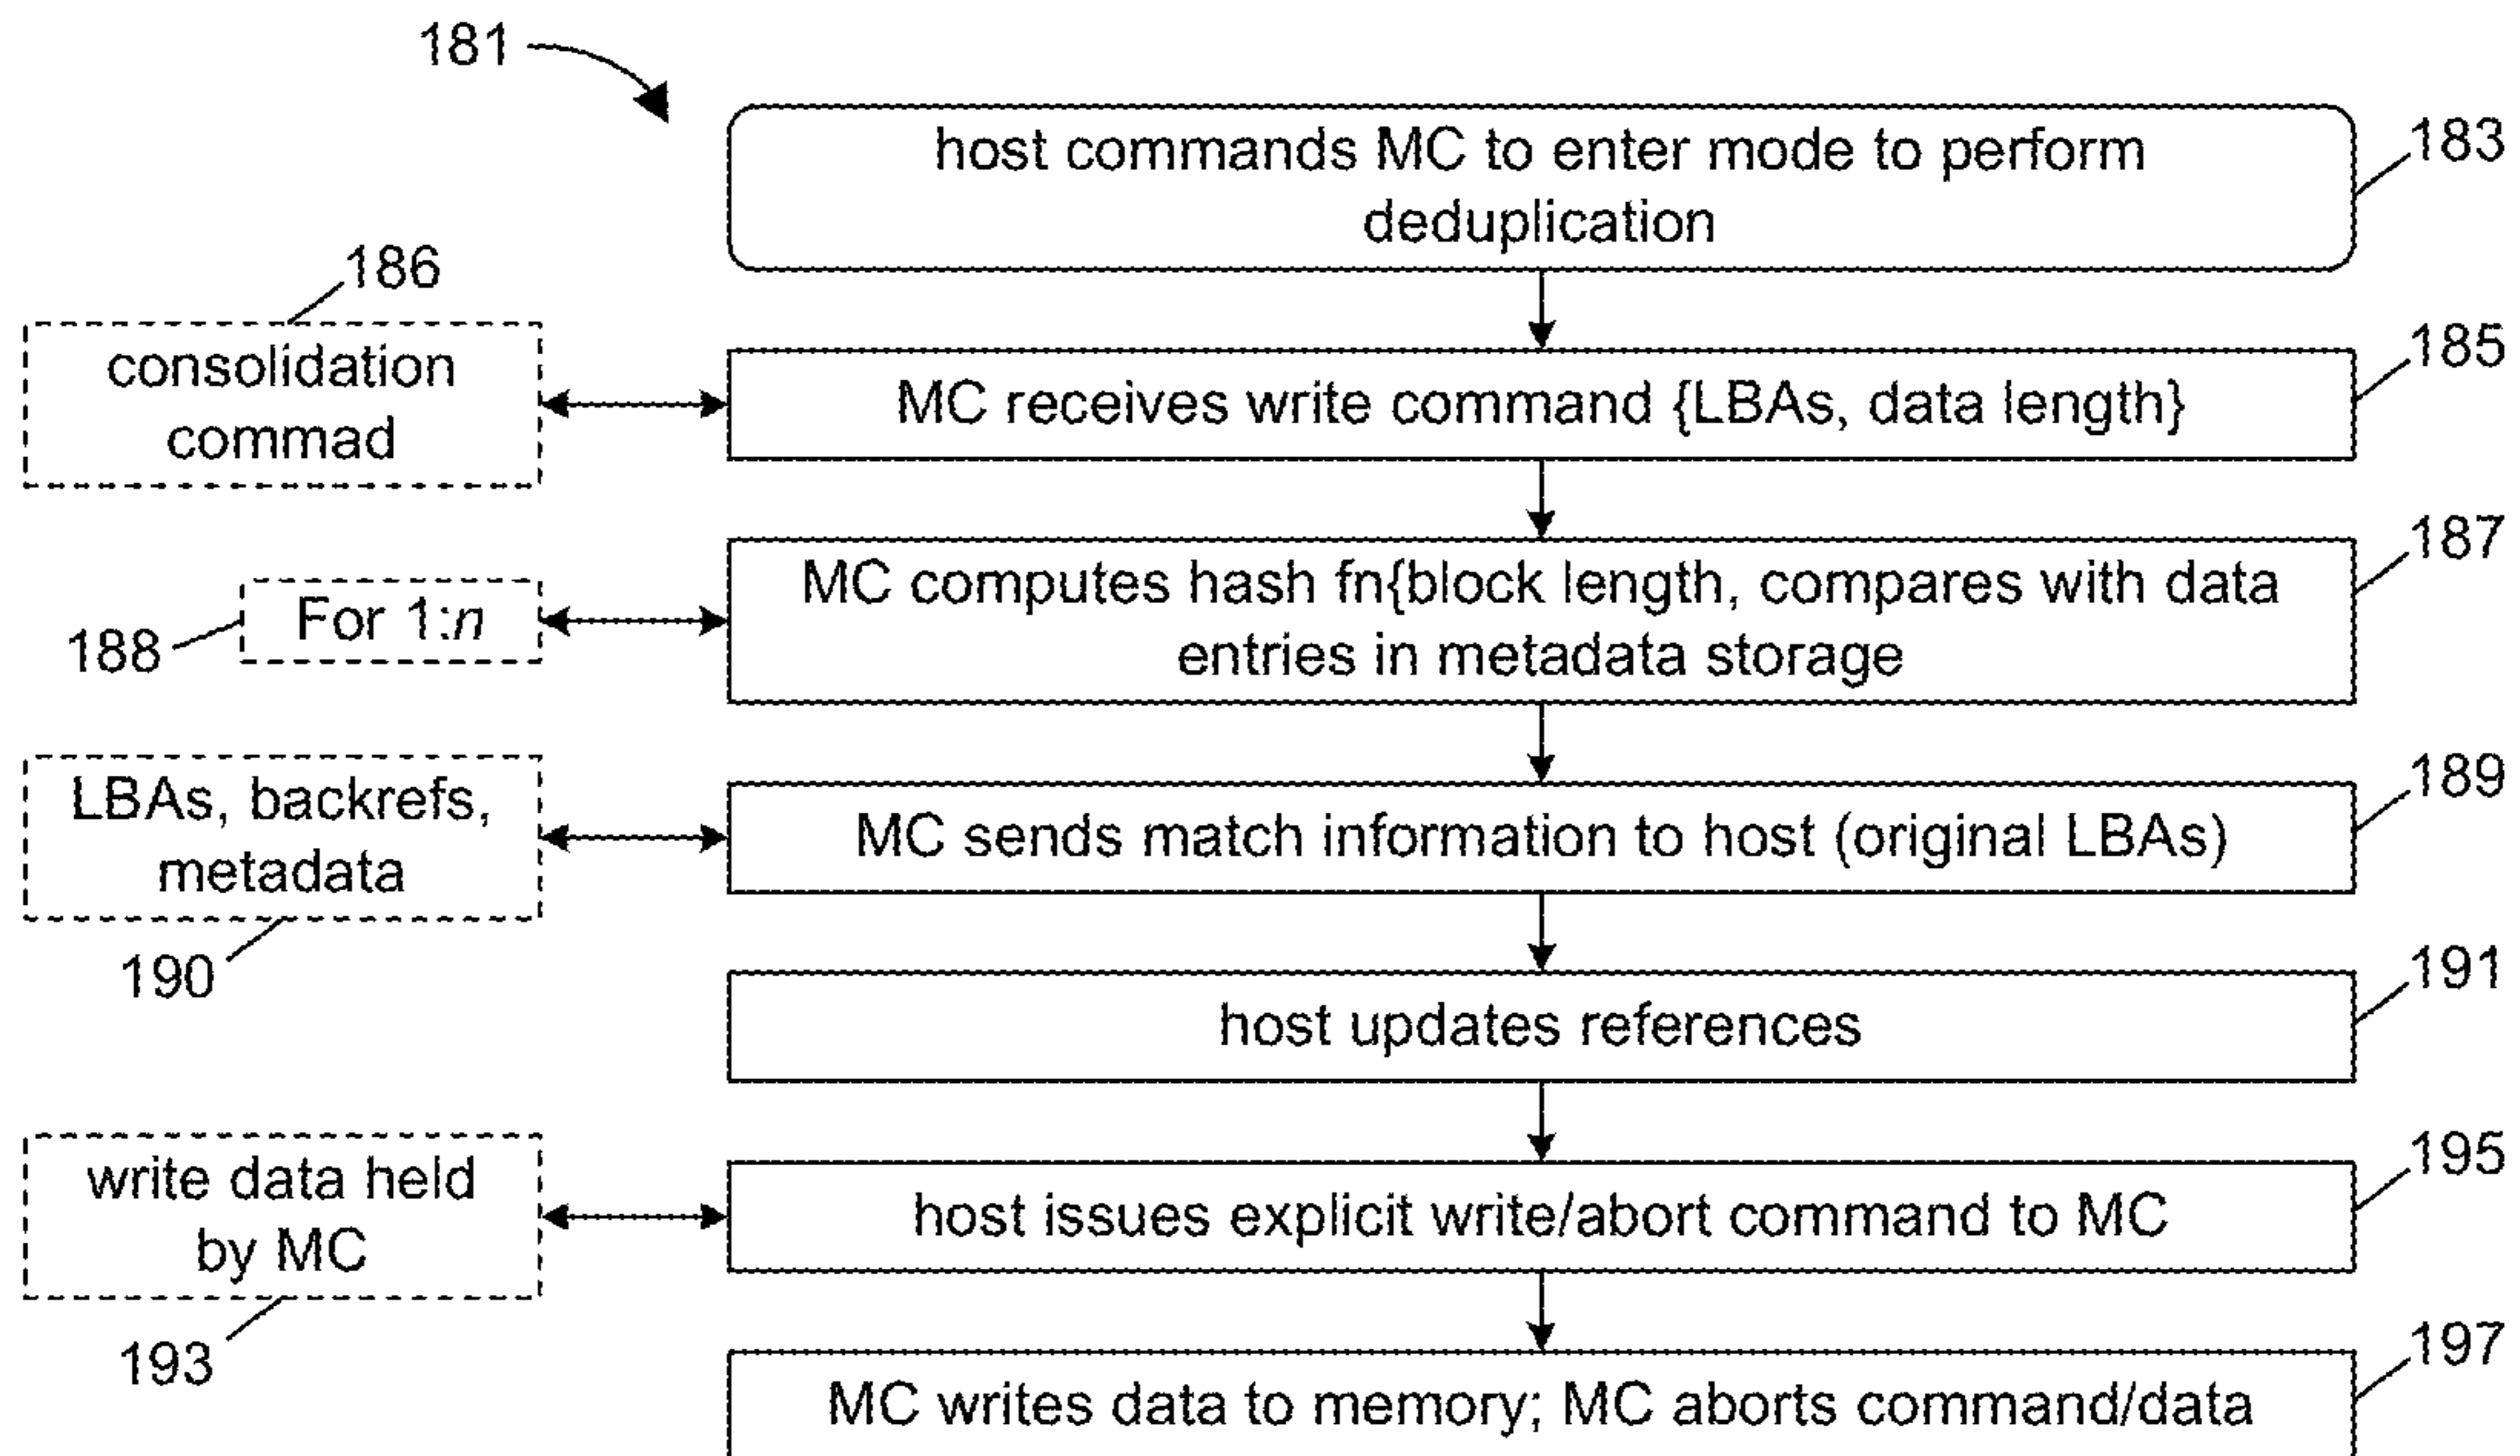 181
host commands MC to enter mode to perform
deduplication
183
186
consolidation
commad
MC receives write command {LBAs, data length}
185
For 1:n
188
MC computes hash fn{block length, compares with data
entries in metadata storage
187
LBAs, backrefs,
metadata
190
MC sends match information to host (original LBAs)
189
host updates references
191
write data held
by MC
193
host issues explicit write/abort command to MC
195
MC writes data to memory; MC aborts command/data
197